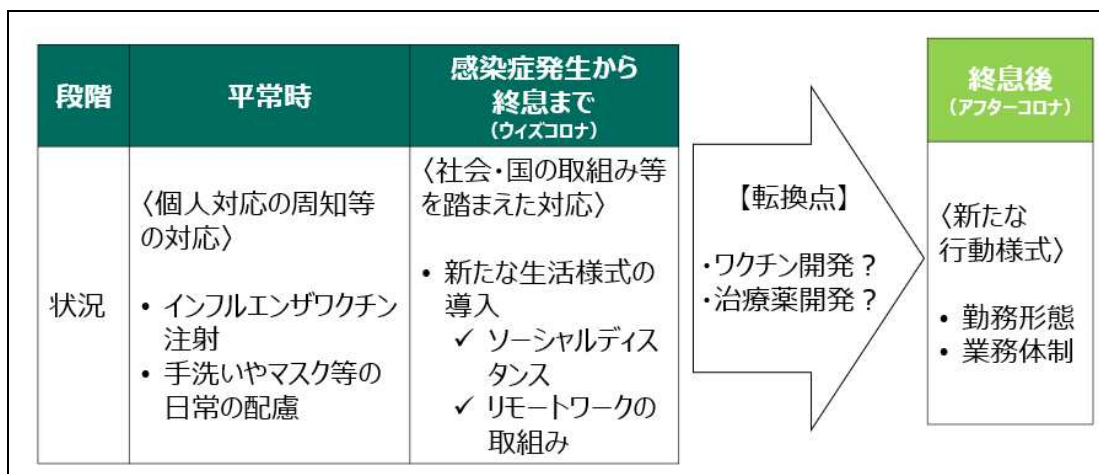 段階
平常時
感染症発生から
終息まで
（ウィズコロナ）
状況
〈個人対応の周知等
の対応〉
• インフルエンザワクチン
注射
• 手洗いやマスク等の
日常の配慮
〈社会・国の取組み等
を踏まえた対応〉
• 新たな生活様式の
導入
✓ ソーシャルディス
タンス
✓ リモートワークの
取組み
【転換点】
・ワクチン開発？
・治療薬開発？
終息後
（アフターコロナ）
〈新たな
行動様式〉
• 勤務形態
• 業務体制